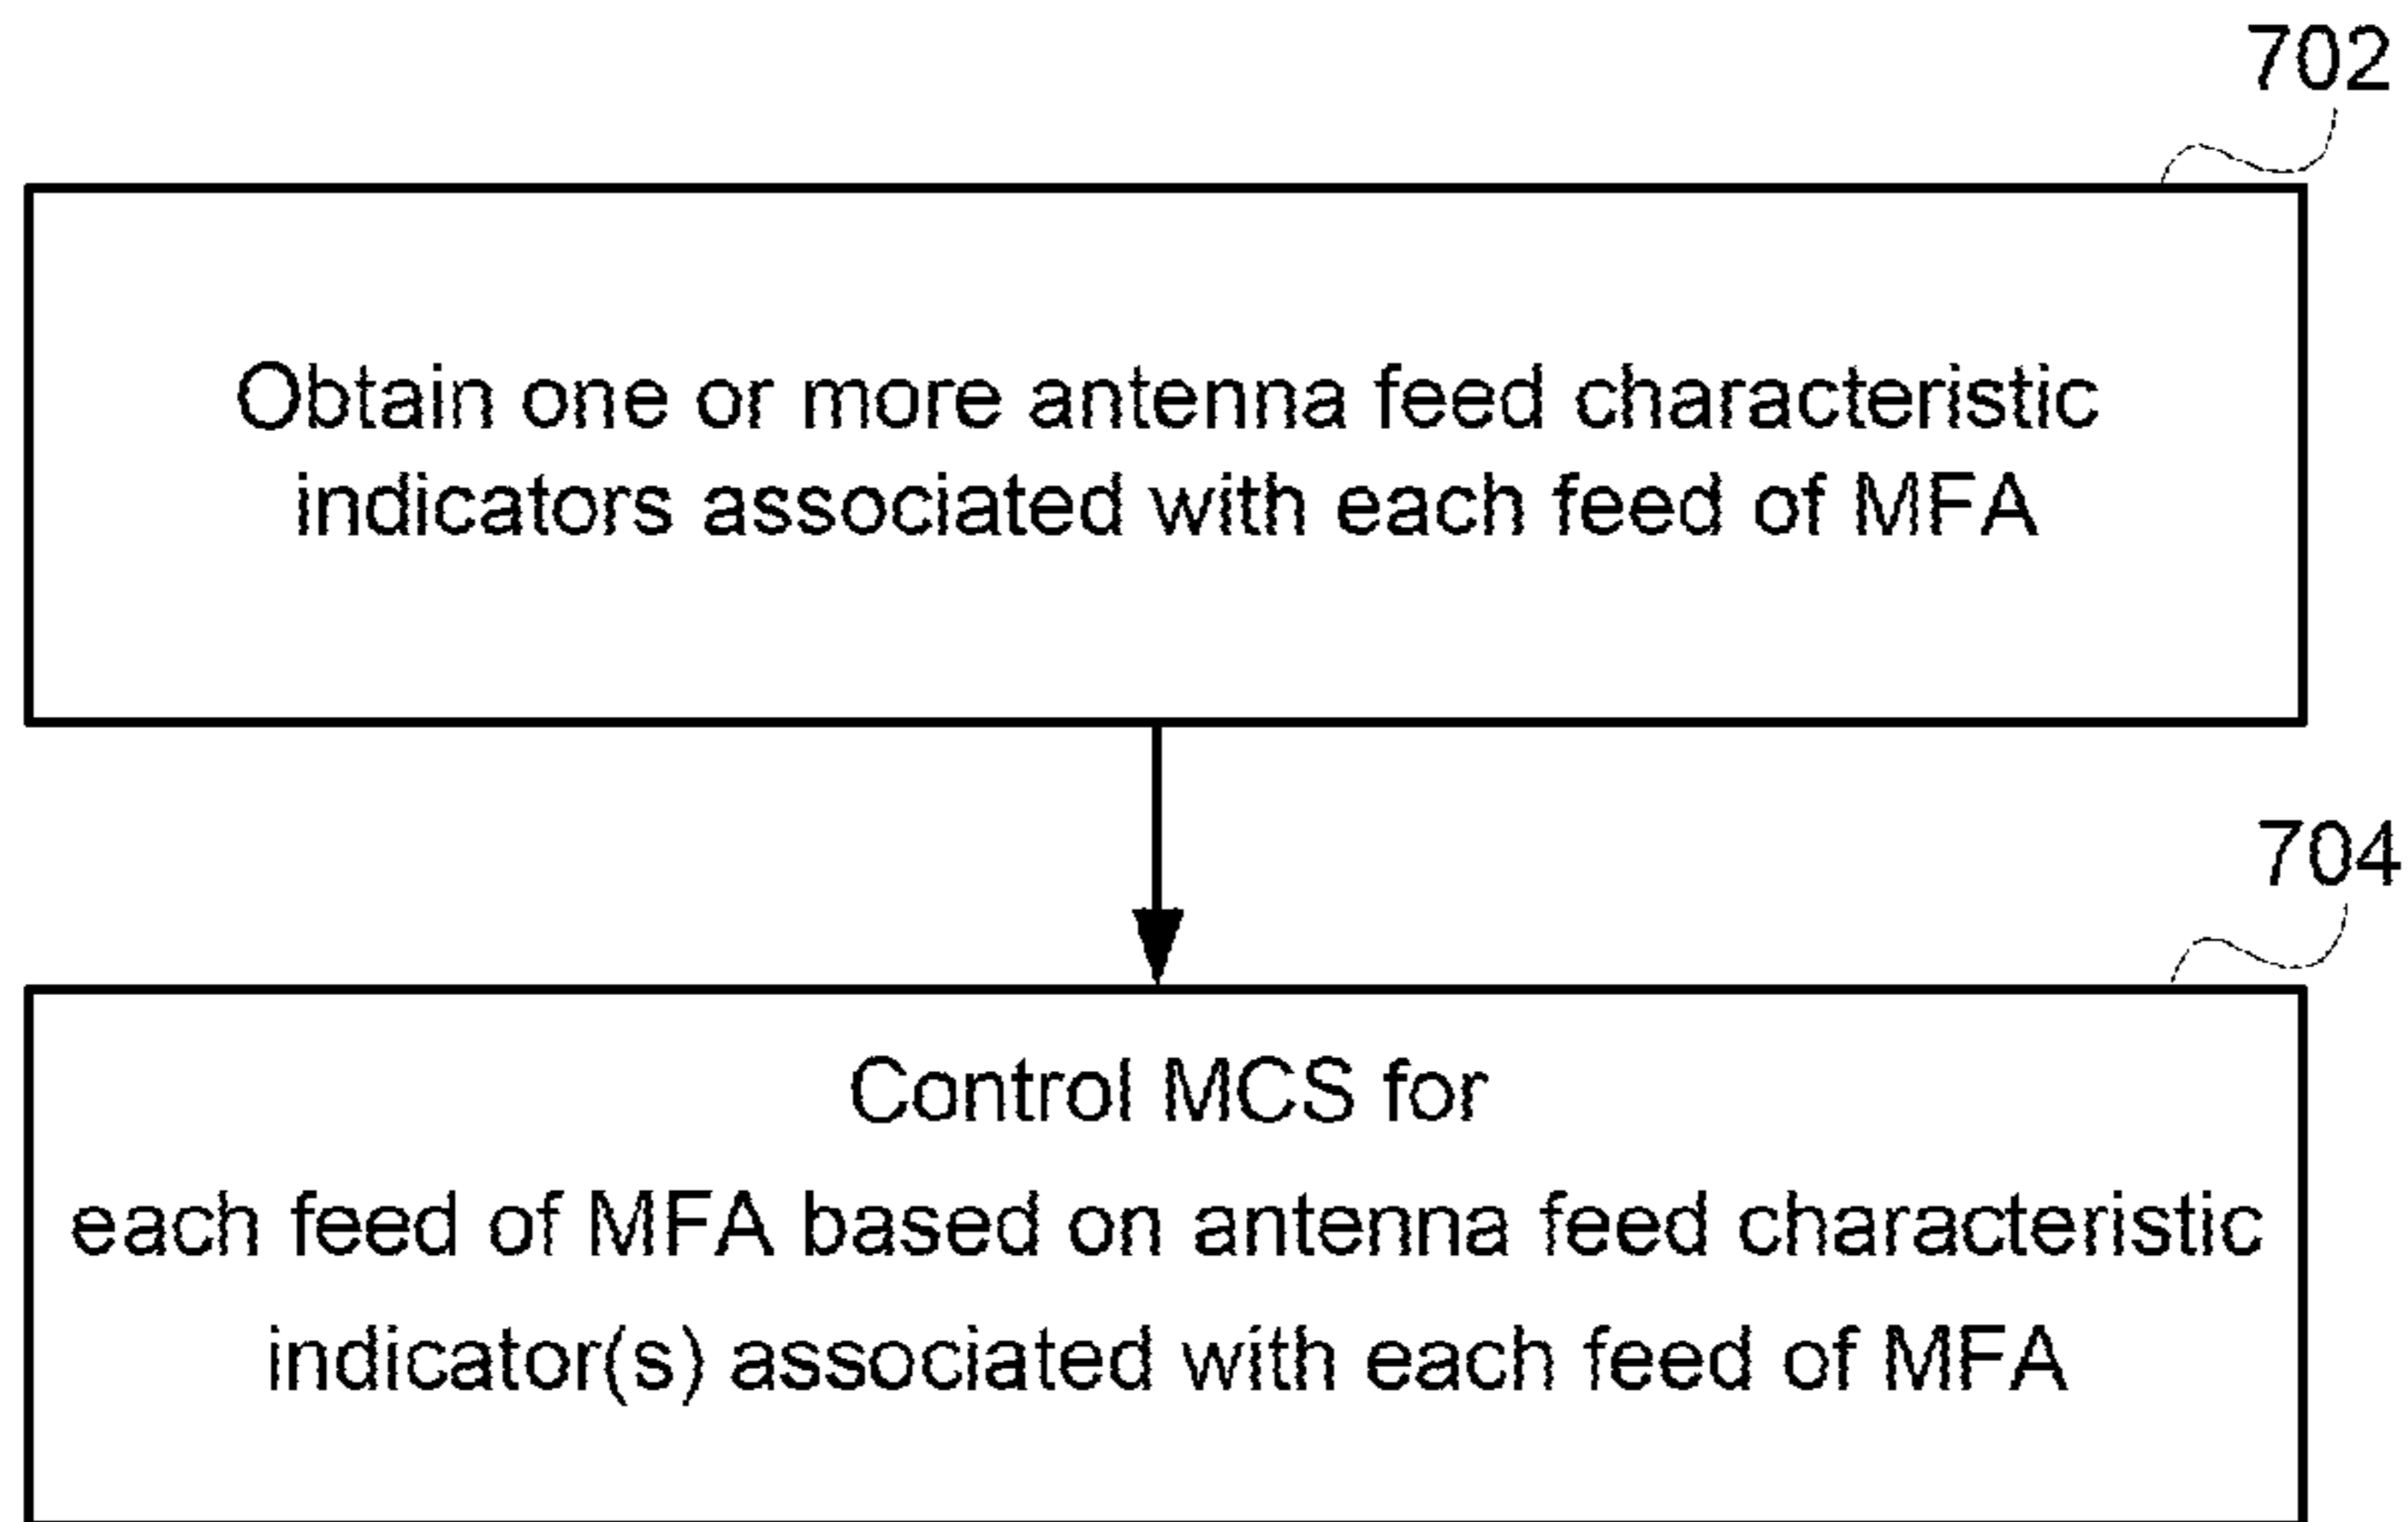 702
Obtain one or more antenna feed characteristic
indicators associated with each feed of MFA
704
Control MCS for
each feed of MFA based on antenna feed characteristic
indicator(s) associated with each feed of MFA